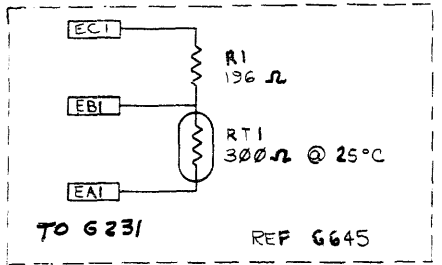 EC1
R1
196 Ω
EB1
RT1
300 Ω @ 25°C
EA1
TO G231
REF G645